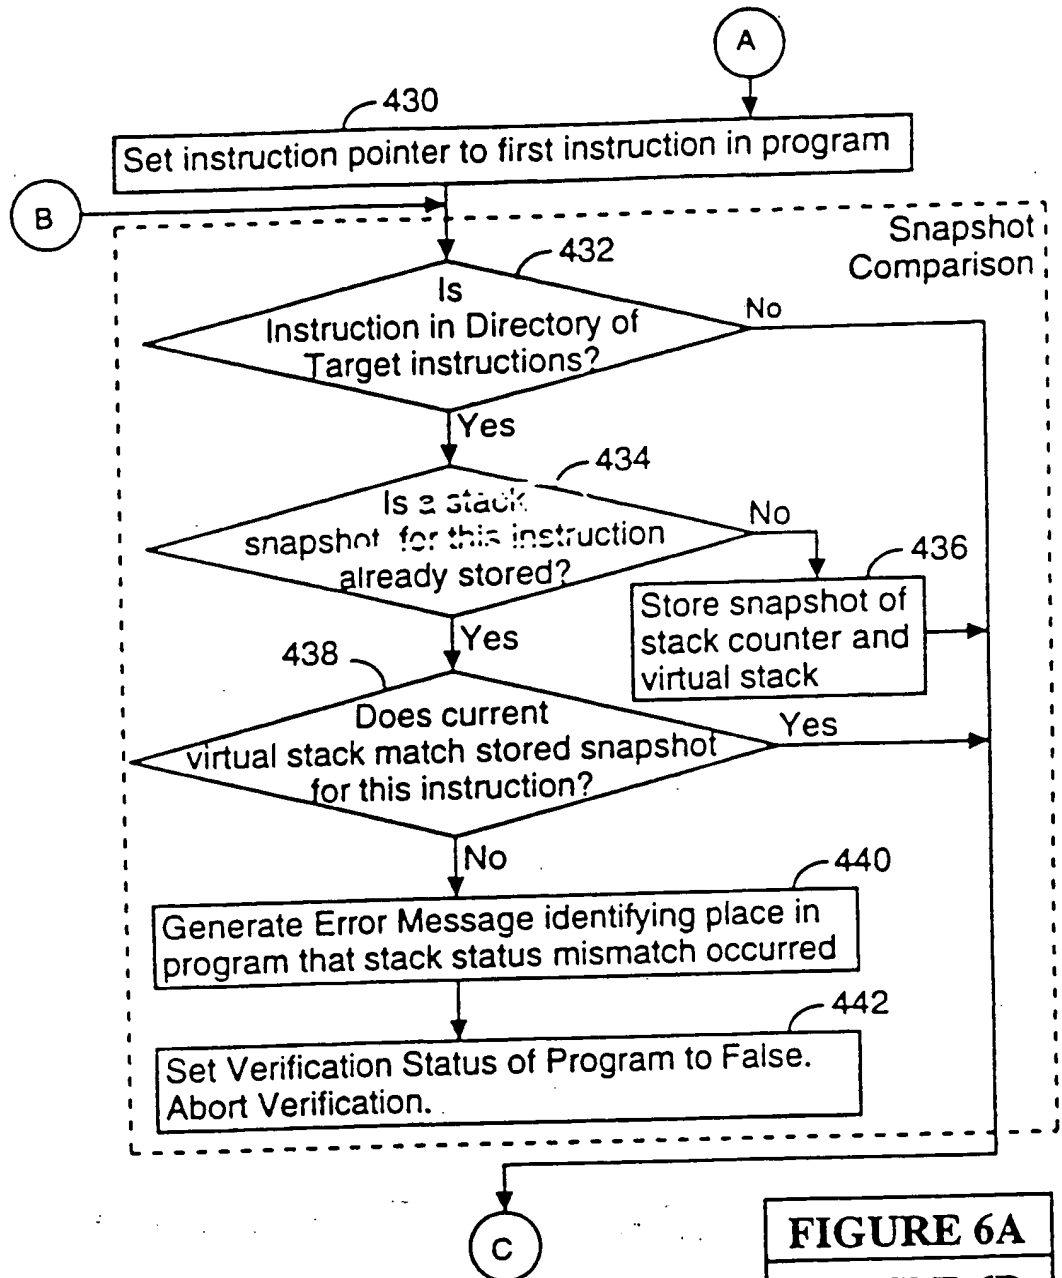 A
430
Set instruction pointer to first instruction in program
B
Snapshot
Comparison
432
Is
Instruction in Directory of
Target instructions?
No
Yes
434
Is a stack
snapshot for this instruction
already stored?
No
436
Store snapshot of
stack counter and
virtual stack
Yes
438
Does current
virtual stack match stored snapshot
for this instruction?
Yes
No
440
Generate Error Message identifying place in
program that stack status mismatch occurred
442
Set Verification Status of Program to False.
Abort Verification.
C
FIGURE 6A